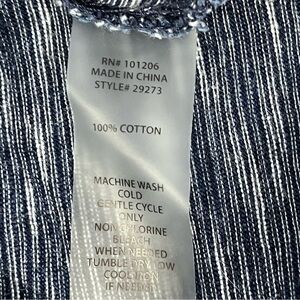 RN# 101206
MADE IN CHINA
STYLE# 29273
100% COTTON
MACHINE WASH
COLD
GENTLE CYCLE
ONLY
NON CHLORINE
BLEACH
WHEN NEEDED
TUMBLE DRY LOW
COOL IRON
IF NEEDED